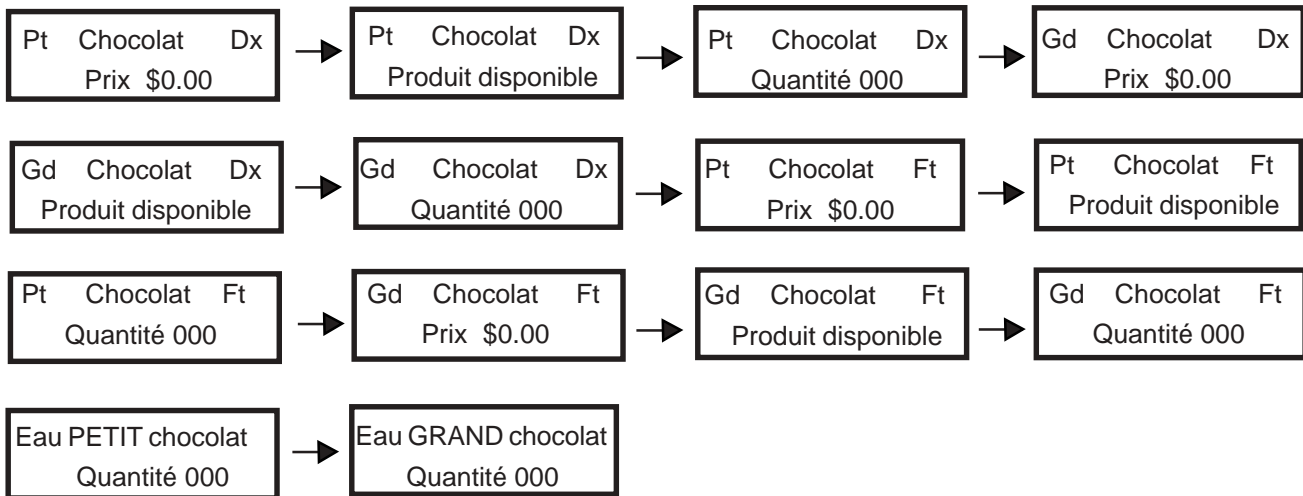 Pt Chocolat Dx
Prix $0.00
Pt Chocolat Dx
Produit disponible
Pt Chocolat Dx
Quantité 000
Gd Chocolat Dx
Prix $0.00
Gd Chocolat Dx
Produit disponible
Gd Chocolat Dx
Quantité 000
Pt Chocolat Ft
Prix $0.00
Pt Chocolat Ft
Produit disponible
Pt Chocolat Ft
Quantité 000
Gd Chocolat Ft
Prix $0.00
Gd Chocolat Ft
Produit disponible
Gd Chocolat Ft
Quantité 000
Eau PETIT chocolat
Quantité 000
Eau GRAND chocolat
Quantité 000